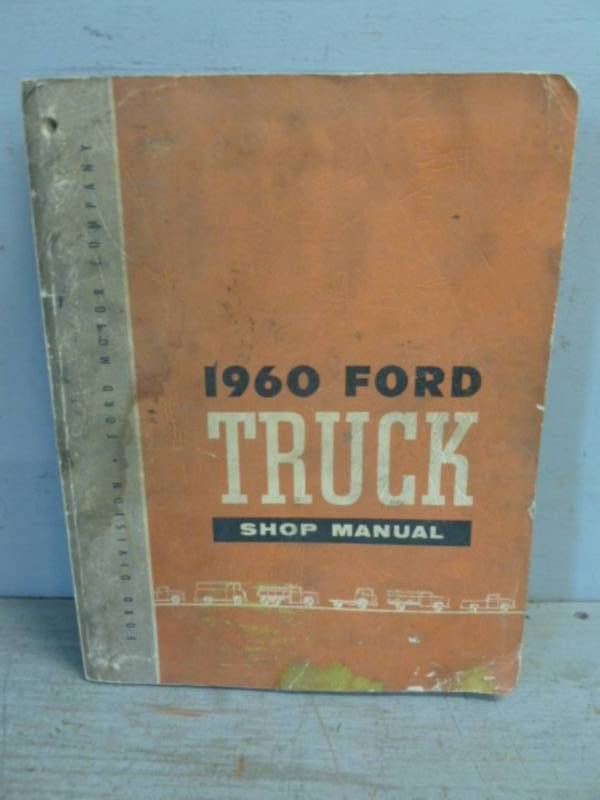 FORD DIVISION • FORD MOTOR COMPANY
1960 FORD
TRUCK
SHOP MANUAL